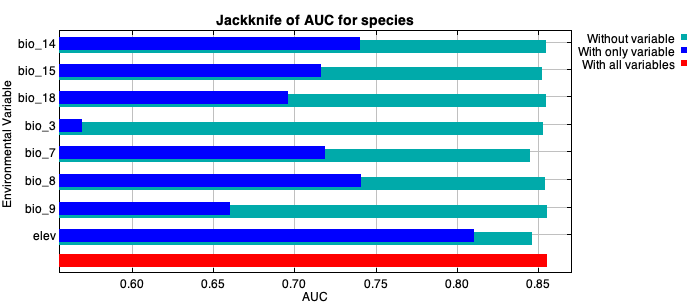 Jackknife of AUC for species
bio_14
bio_15
bio_18
bio_3
bio_7
bio_8
bio_9
elev
Environmental Variable
0.60 0.65 0.70 0.75 0.80 0.85
AUC
Without variable
With only variable
With all variables